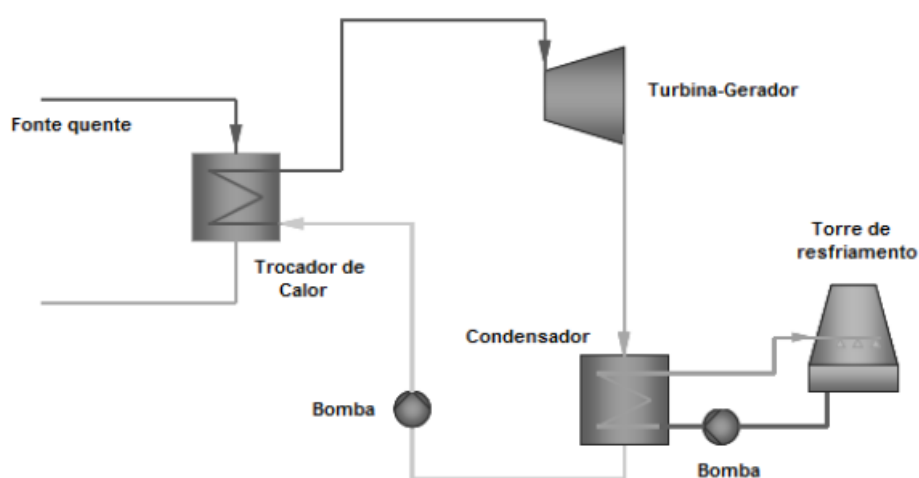 Turbina-Gerador
Fonte quente
Trocador de
Calor
Torre de
resfriamento
Condensador
Bomba
Bomba